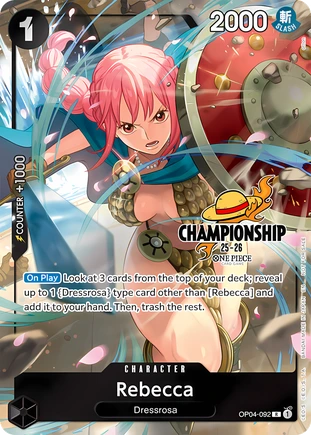 1
2000
斬
SLASH
COUNTER +1000
CHAMPIONSHIP
25-26
ONE PIECE
CARD GAME
On Play Look at 3 cards from the top of your deck; reveal
up to 1 {Dressrosa} type card other than [Rebecca] and
add it to your hand. Then, trash the rest.
CHARACTER
Rebecca
Dressrosa
OP04-092 R